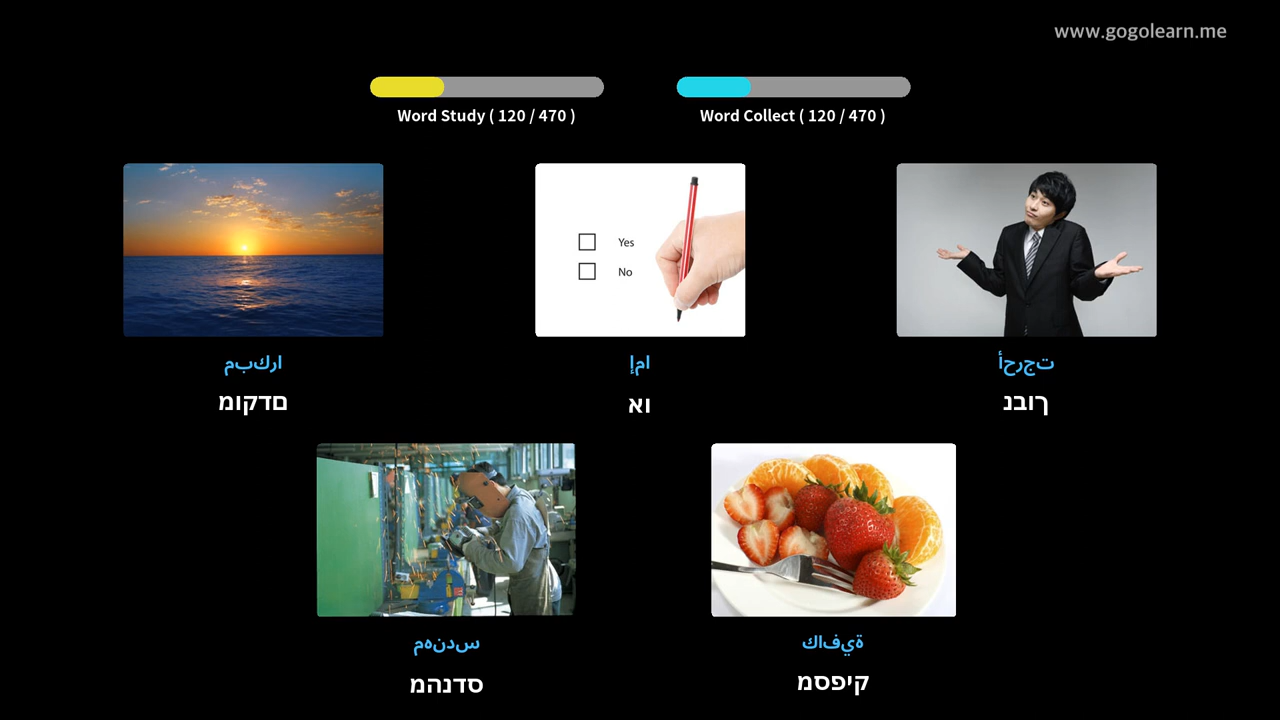 www.gogolearn.me
Word Study ( 120 / 470 )
Word Collect ( 120 / 470 )
اركبم
םדקומ
امإ
וא
تجرحأ
ךובנ
سدنهم
סדנהמ
ةيفاك
קיפסמ
Yes
No